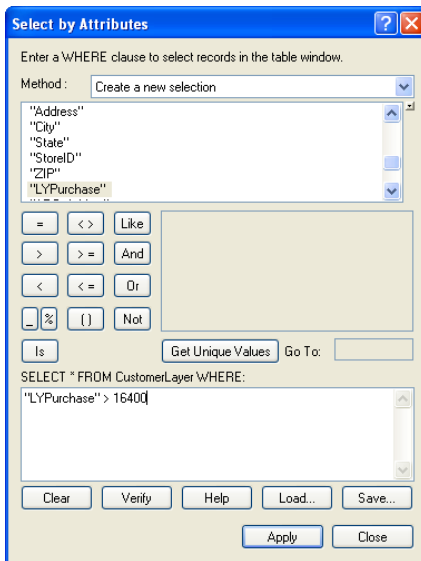 Select by Attributes
Enter a WHERE clause to select records in the table window.
Method : Create a new selection
"Address"
"City"
"State"
"StoreID"
"ZIP"
"LYPurchase"
= < > Like
> > = And
< < = Or
_ % ( ) Not
Is Get Unique Values Go To:
SELECT * FROM CustomerLayer WHERE:
"LYPurchase" > 16400
Clear Verify Help Load... Save...
Apply Close